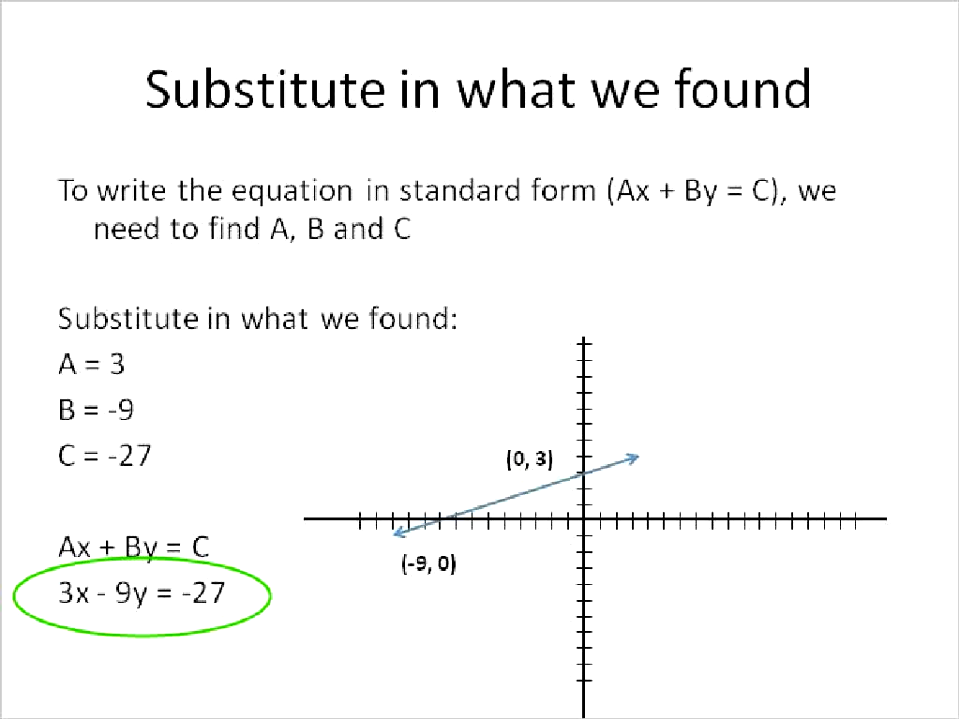 Substitute in what we found
To write the equation in standard form (Ax + By = C), we
need to find A, B and C
Substitute in what we found:
A = 3
B = -9
C = -27
(0, 3)
(-9, 0)
Ax + By = C
3x - 9y = -27